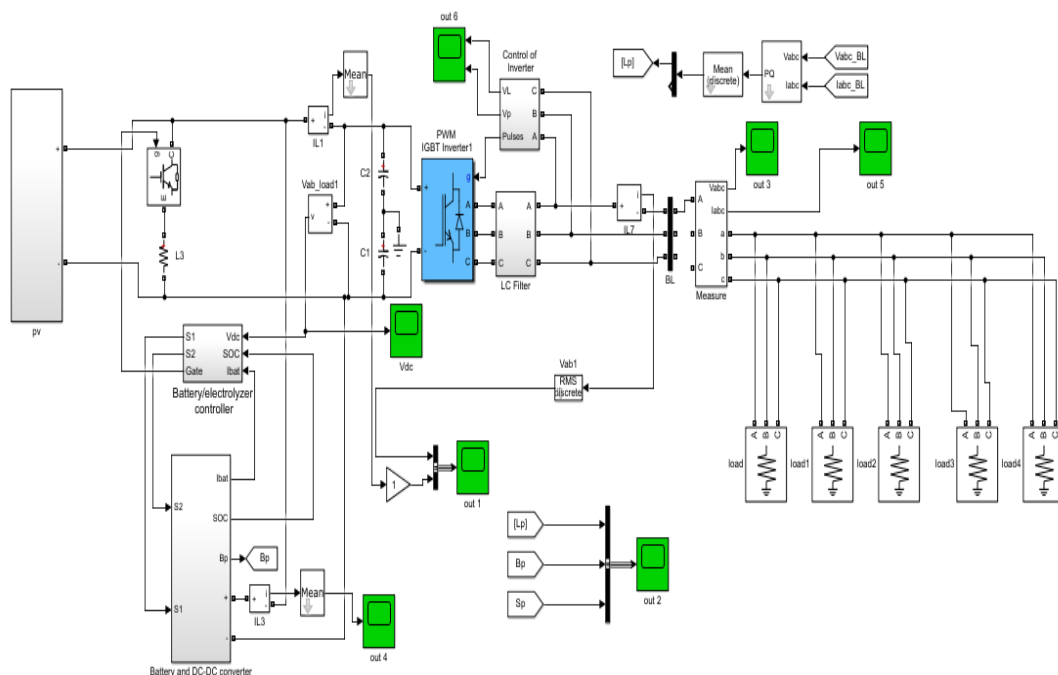 out 6
Control of
Inverter
VL
Vp
Pulses
C
B
A
[Lp]
Mean
(discrete)
PQ
Vabc
Iabc
Vabc_BL
Iabc_BL
Mean
i
+
-
IL1
g
C
E
L3
+
-
pv
Vab_load1
v
+
-
C2
C1
PWM
IGBT Inverter1
g
+
-
A
B
C
A
B
C
A
B
C
LC Filter
i
+
-
IL7
BL
A
B
C
Vabc
Iabc
a
b
c
Measure
out 3
out 5
Vdc
S1
S2
Gate
Vdc
SOC
Ibat
Battery/electrolyzer
controller
Vab1
RMS
discrete
1
out 1
Ibat
SOC
Bp
+
-
S2
S1
Battery and DC-DC converter
Bp
i
+
-
IL3
Mean
out 4
[Lp]
Bp
Sp
out 2
A B C
load
A B C
load1
A B C
load2
A B C
load3
A B C
load4